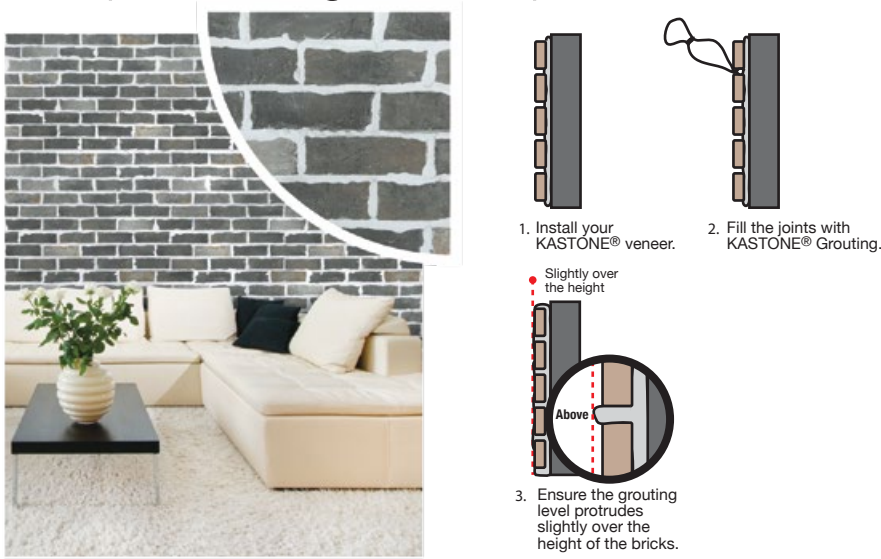 1. Install your
KASTONE® veneer.
2. Fill the joints with
KASTONE® Grouting.
Slightly over
the height
Above
3. Ensure the grouting
level protrudes
slightly over the
height of the bricks.